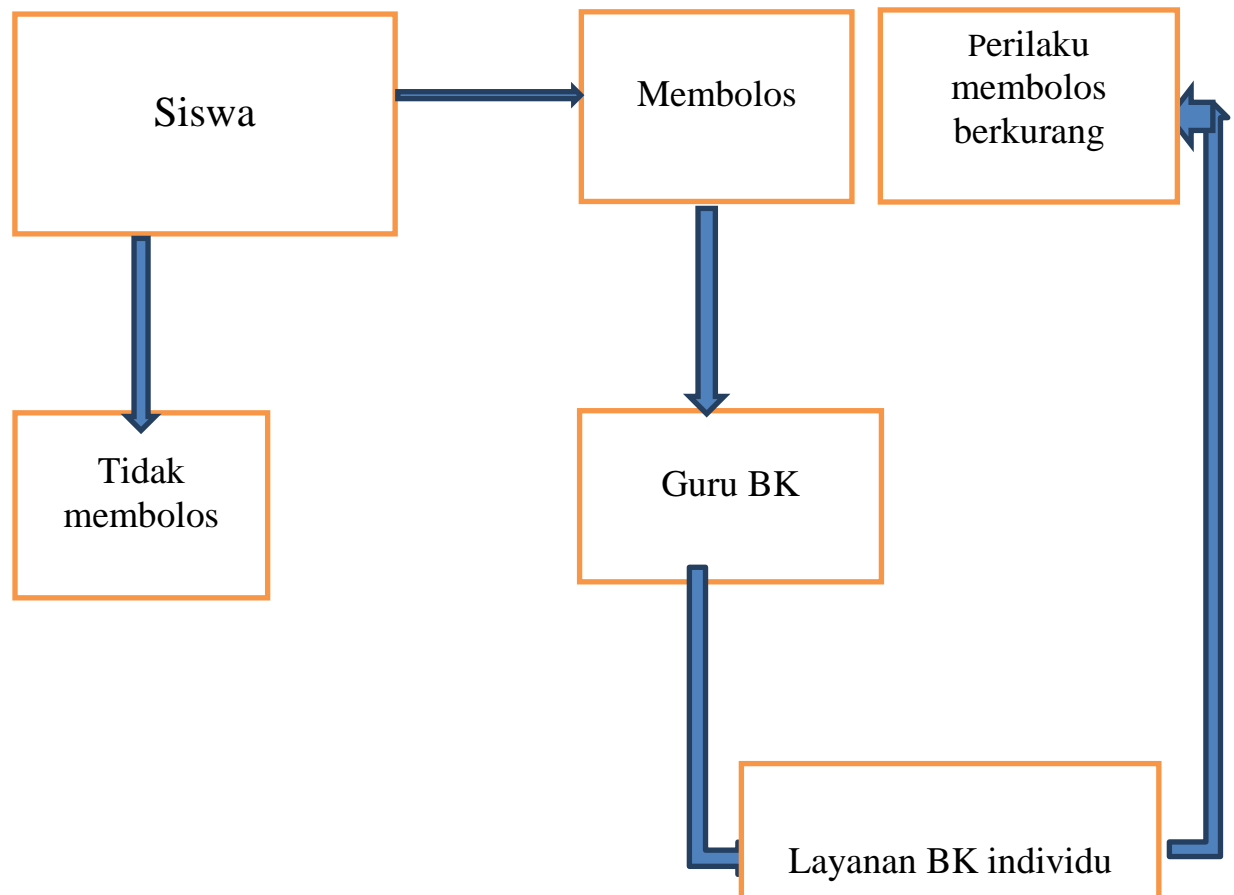 Siswa
Membolos
Perilaku
membolos
berkurang
Tidak
membolos
Guru BK
Layanan BK individu